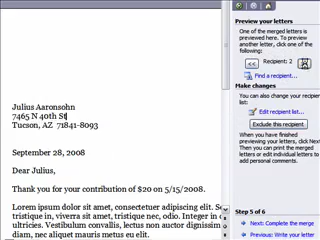 Preview your letters
One of the merged letters is
previewed here. To preview
another letter, click one of
the following:
<< Recipient: 2
Find a recipient...
Make changes
You can also change your recipient
list:
Edit recipient list...
Exclude this recipient
When you have finished
previewing your letters, click Next.
Then you can print the merged
letters or edit individual letters to
add personal comments.
Step 5 of 6
Next: Complete the merge
Previous: Write your letter
Julius Aaronsohn
7465 N 40th St
Tucson, AZ 71841-8093
September 28, 2008
Dear Julius,
Thank you for your contribution of $20 on 5/15/2008.
Lorem ipsum dolor sit amet, consectetuer adipiscing elit.
tristique in, viverra sit amet, tristique nec, odio. Integer in
ultricies. Vestibulum convallis, lectus non auctor dignissim
diam, nec aliquet mauris metus eu elit.